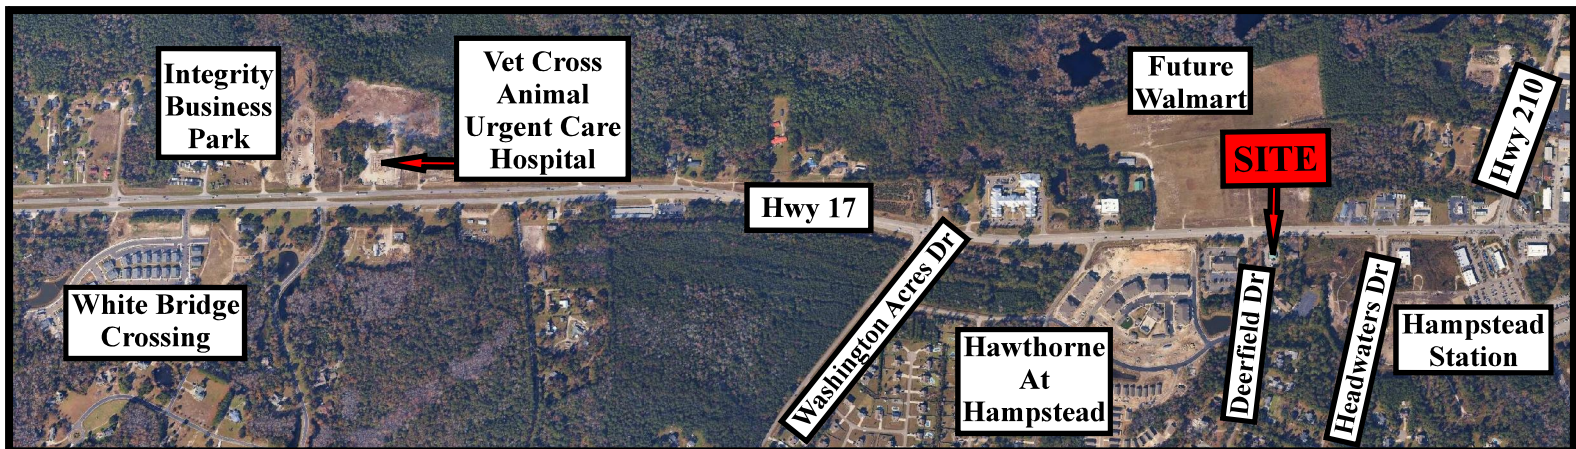 Integrity
Business
Park
Vet Cross
Animal
Urgent Care
Hospital
Future
Walmart
SITE
Hwy 210
Hwy 17
White Bridge
Crossing
Washington Acres Dr
Hawthorne
At
Hampstead
Deerfield Dr
Headwaters Dr
Hampstead
Station